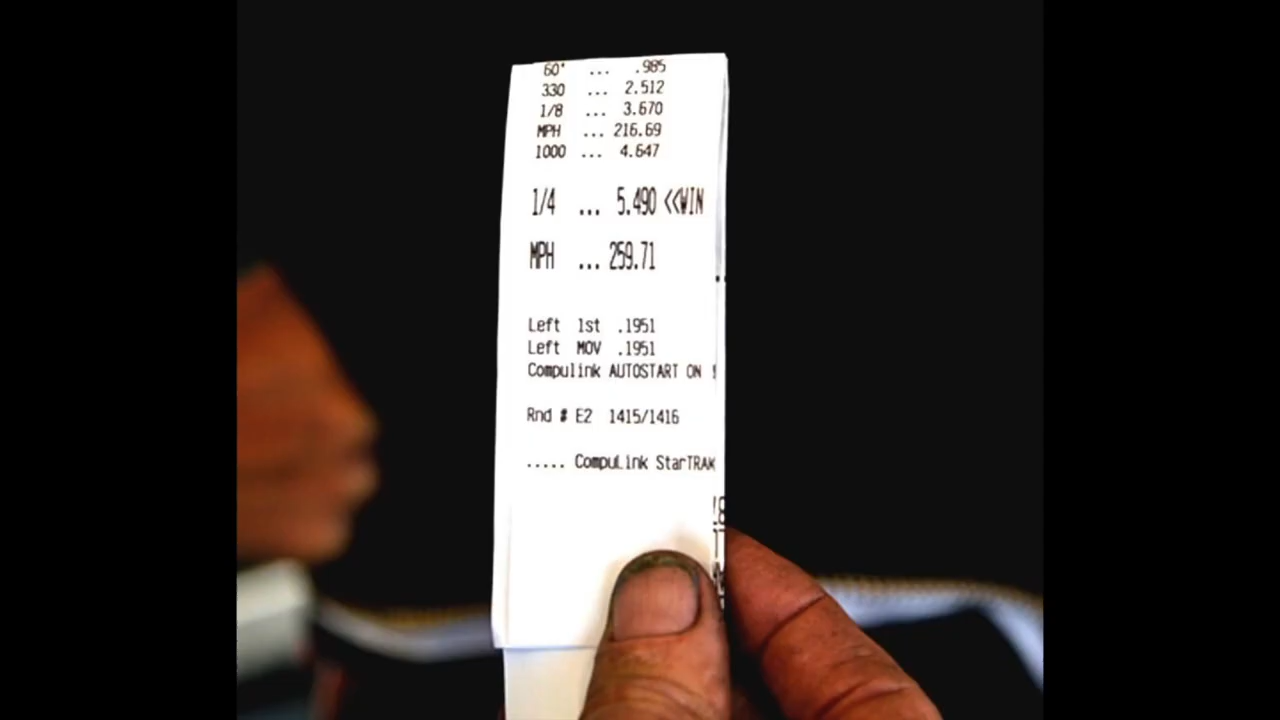 60' ... .985
330 ... 2.512
1/8 ... 3.670
MPH ... 216.69
1000 ... 4.647
1/4 ... 5.490 <<WIN
MPH ... 259.71
Left 1st .1951
Left MOV .1951
Compulink AUTOSTART ON
Rnd # E2 1415/1416
..... CompuLink StarTRAK